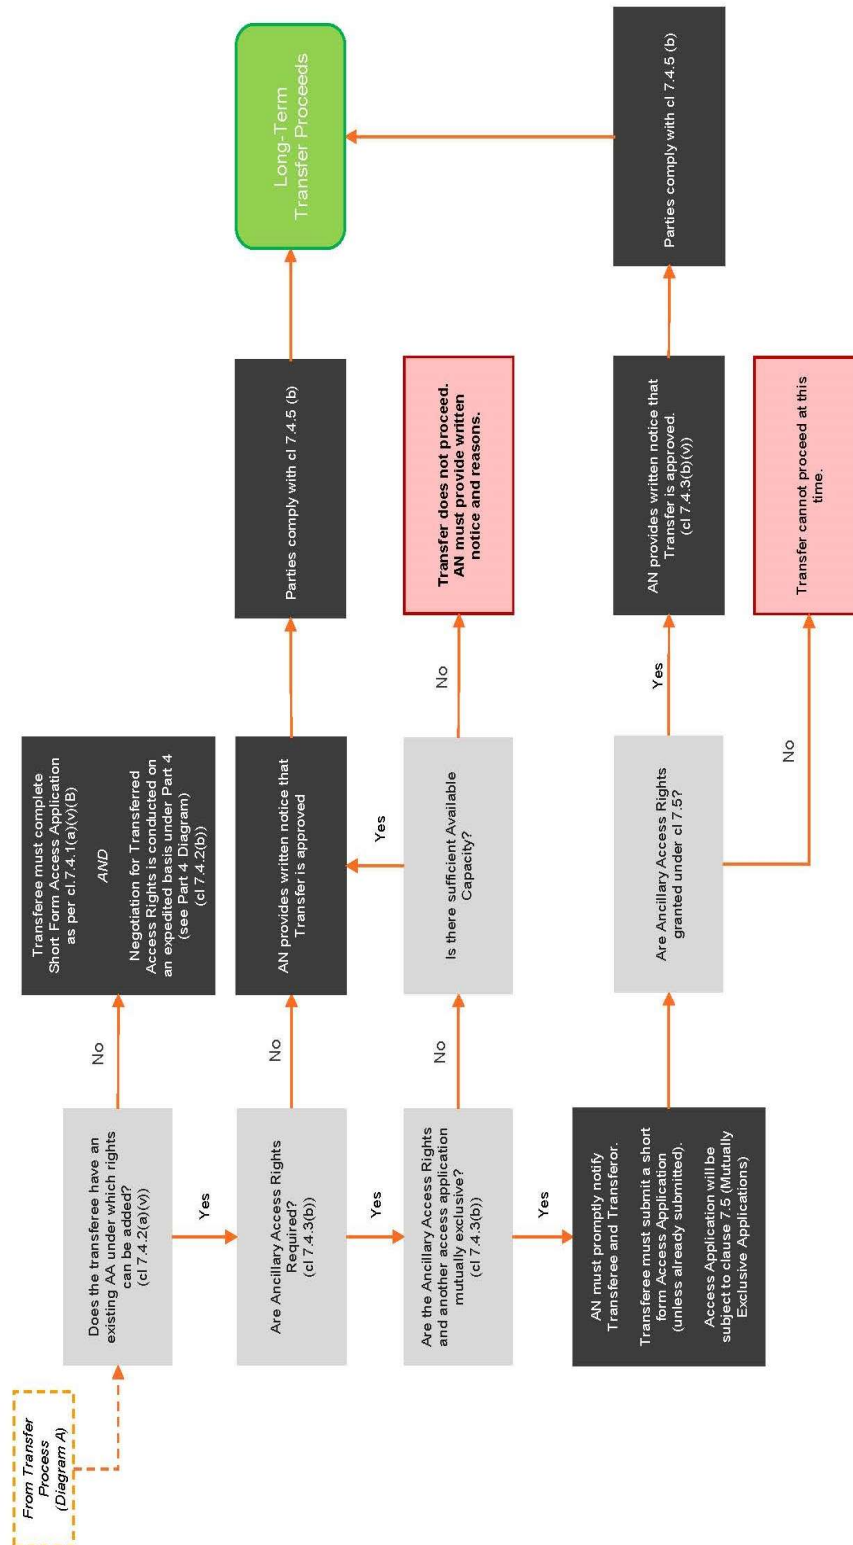 From Transfer
Process
(Diagram A)
Does the transferee have an
existing AA under which rights
can be added?
(cl 7.4.2(a)(v))
No
Transferee must complete
Short Form Access Application
as per cl.7.4.1(a)(v)(B)
AND
Negotiation for Transferred
Access Rights is conducted on
an expedited basis under Part 4
(see Part 4 Diagram)
(cl 7.4.2(b))
Yes
Are Ancillary Access Rights
Required?
(cl 7.4.3(b))
No
AN provides written notice that
Transfer is approved
Parties comply with cl 7.4.5 (b)
Long-Term
Transfer Proceeds
Yes
Are the Ancillary Access Rights
and another access application
mutually exclusive?
(cl 7.4.3(b))
No
Is there sufficient Available
Capacity?
Yes
No
Transfer does not proceed.
AN must provide written
notice and reasons.
Yes
AN must promptly notify
Transferee and Transferor.
Transferee must submit a short
form Access Application
(unless already submitted).
Access Application will be
subject to clause 7.5 (Mutually
Exclusive Applications)
Are Ancillary Access Rights
granted under cl 7.5?
Yes
AN provides written notice that
Transfer is approved.
(cl 7.4.3(b)(v))
Parties comply with cl 7.4.5 (b)
No
Transfer cannot proceed at this
time.